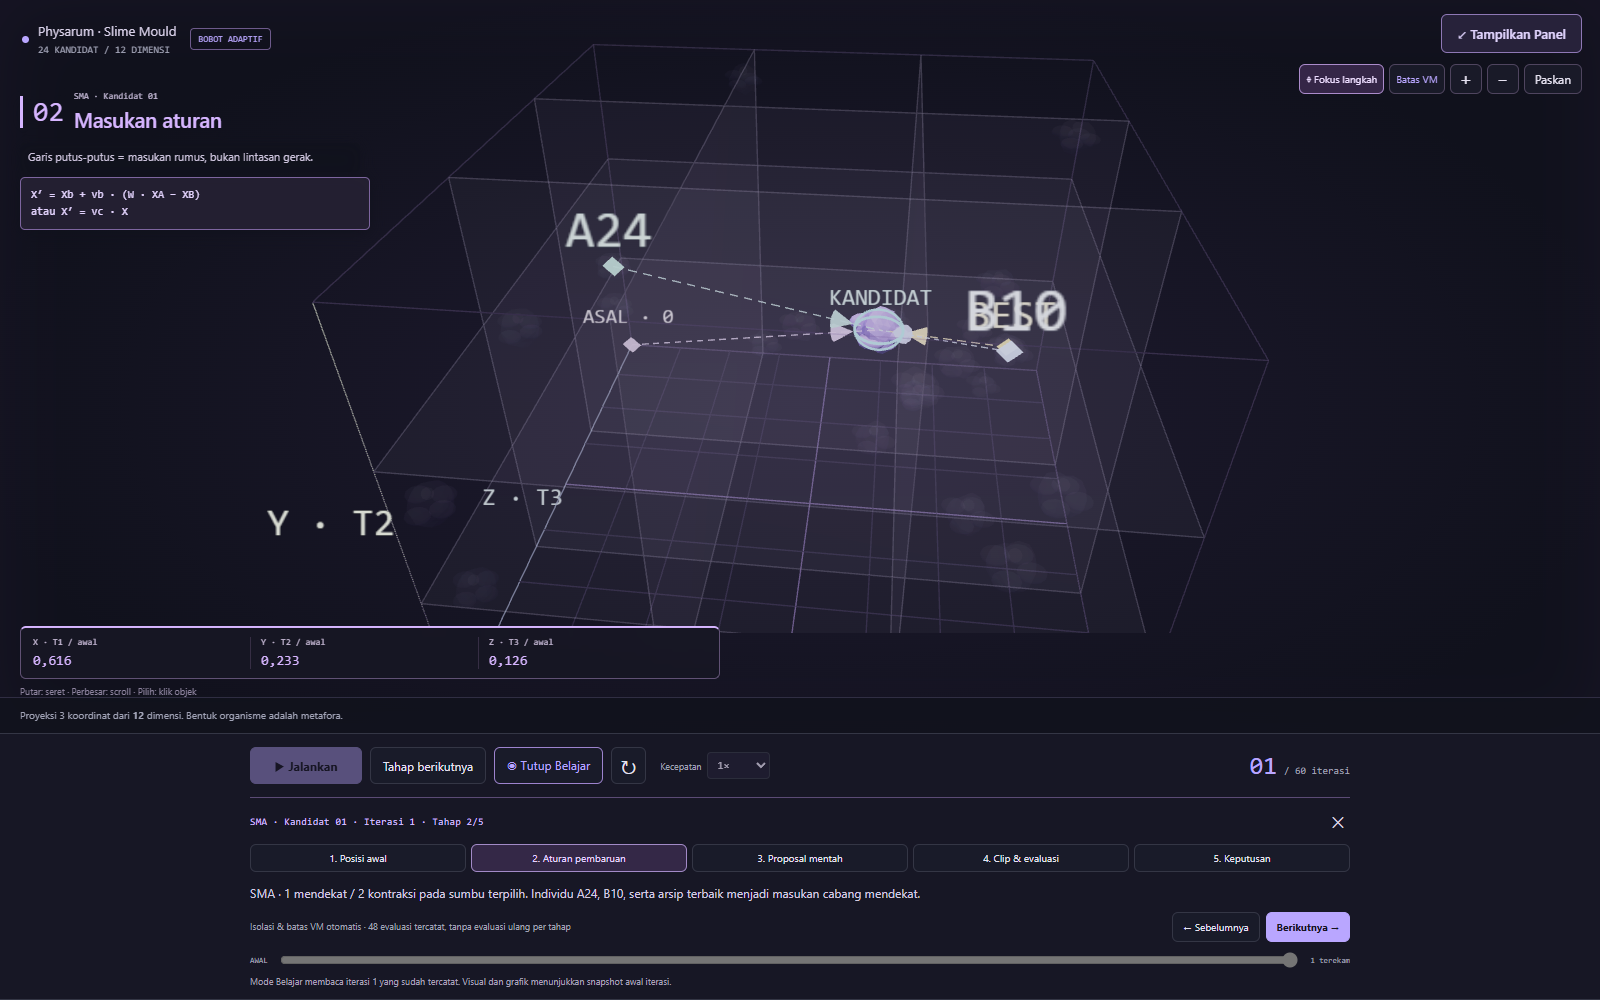 Physarum · Slime Mould
24 KANDIDAT / 12 DIMENSI
BOBOT ADAPTIF
↙ Tampilkan Panel
⌖ Fokus langkah
Batas VM
+
−
Paskan
02
SMA · Kandidat 01
Masukan aturan
Garis putus-putus = masukan rumus, bukan lintasan gerak.
X′ = Xb + vb · (W · XA − XB)
atau X′ = vc · X
A24
KANDIDAT
BEST
B10
ASAL · 0
Z · T3
Y · T2
X · T1 / awal
0,616
Y · T2 / awal
0,233
Z · T3 / awal
0,126
Putar: seret · Perbesar: scroll · Pilih: klik objek
Proyeksi 3 koordinat dari 12 dimensi. Bentuk organisme adalah metafora.
▶ Jalankan
Tahap berikutnya
◉ Tutup Belajar
↻
Kecepatan
1×
01 / 60 iterasi
SMA · Kandidat 01 · Iterasi 1 · Tahap 2/5
×
1. Posisi awal
2. Aturan pembaruan
3. Proposal mentah
4. Clip & evaluasi
5. Keputusan
SMA · 1 mendekat / 2 kontraksi pada sumbu terpilih. Individu A24, B10, serta arsip terbaik menjadi masukan cabang mendekat.
Isolasi & batas VM otomatis · 48 evaluasi tercatat, tanpa evaluasi ulang per tahap
← Sebelumnya
Berikutnya →
AWAL
1 terekam
Mode Belajar membaca iterasi 1 yang sudah tercatat. Visual dan grafik menunjukkan snapshot awal iterasi.